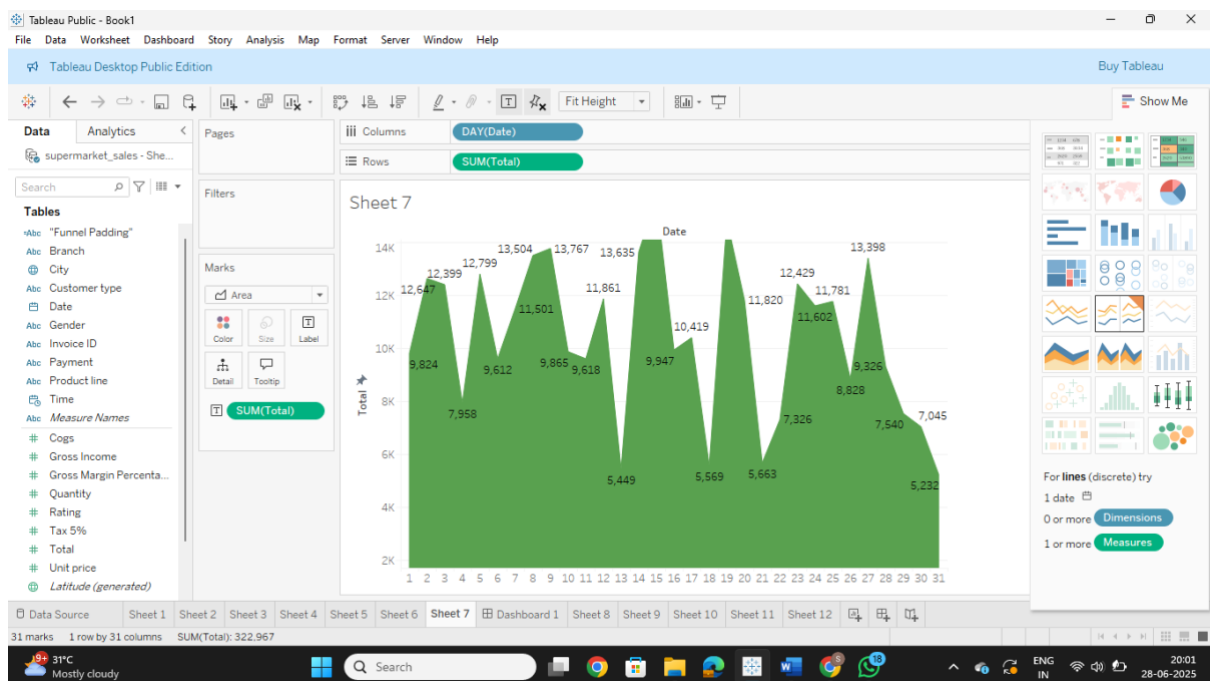 Tableau Public - Book1
File Data Worksheet Dashboard Story Analysis Map Format Server Window Help
Tableau Desktop Public Edition
Buy Tableau
Fit Height
Show Me
Data Analytics
Pages
Columns
DAY(Date)
supermarket_sales - She...
Rows
SUM(Total)
Search
Filters
Sheet 7
Tables
Abc "Funnel Padding"
Abc Branch
City
Abc Customer type
Date
Abc Gender
Abc Invoice ID
Abc Payment
Abc Product line
Time
Abc Measure Names
# Cogs
# Gross Income
# Gross Margin Percenta...
# Quantity
# Rating
# Tax 5%
# Total
# Unit price
Latitude (generated)
Marks
Area
Color Size Label
Detail Tooltip
SUM(Total)
Date
Total
14K
12K
10K
8K
6K
4K
2K
9,824
12,647
12,399
7,958
12,799
9,612
11,501
13,504
13,767
9,865
9,618
11,861
5,449
13,635
9,947
10,419
5,569
11,820
5,663
7,326
12,429
11,602
11,781
8,828
13,398
9,326
7,540
7,045
5,232
1 2 3 4 5 6 7 8 9 10 11 12 13 14 15 16 17 18 19 20 21 22 23 24 25 26 27 28 29 30 31
For lines (discrete) try
1 date
0 or more Dimensions
1 or more Measures
Data Source Sheet 1 Sheet 2 Sheet 3 Sheet 4 Sheet 5 Sheet 6 Sheet 7 Dashboard 1 Sheet 8 Sheet 9 Sheet 10 Sheet 11 Sheet 12
31 marks 1 row by 31 columns SUM(Total): 322,967
9+
31°C
Mostly cloudy
Search
S
18
ENG
IN
20:01
28-06-2025